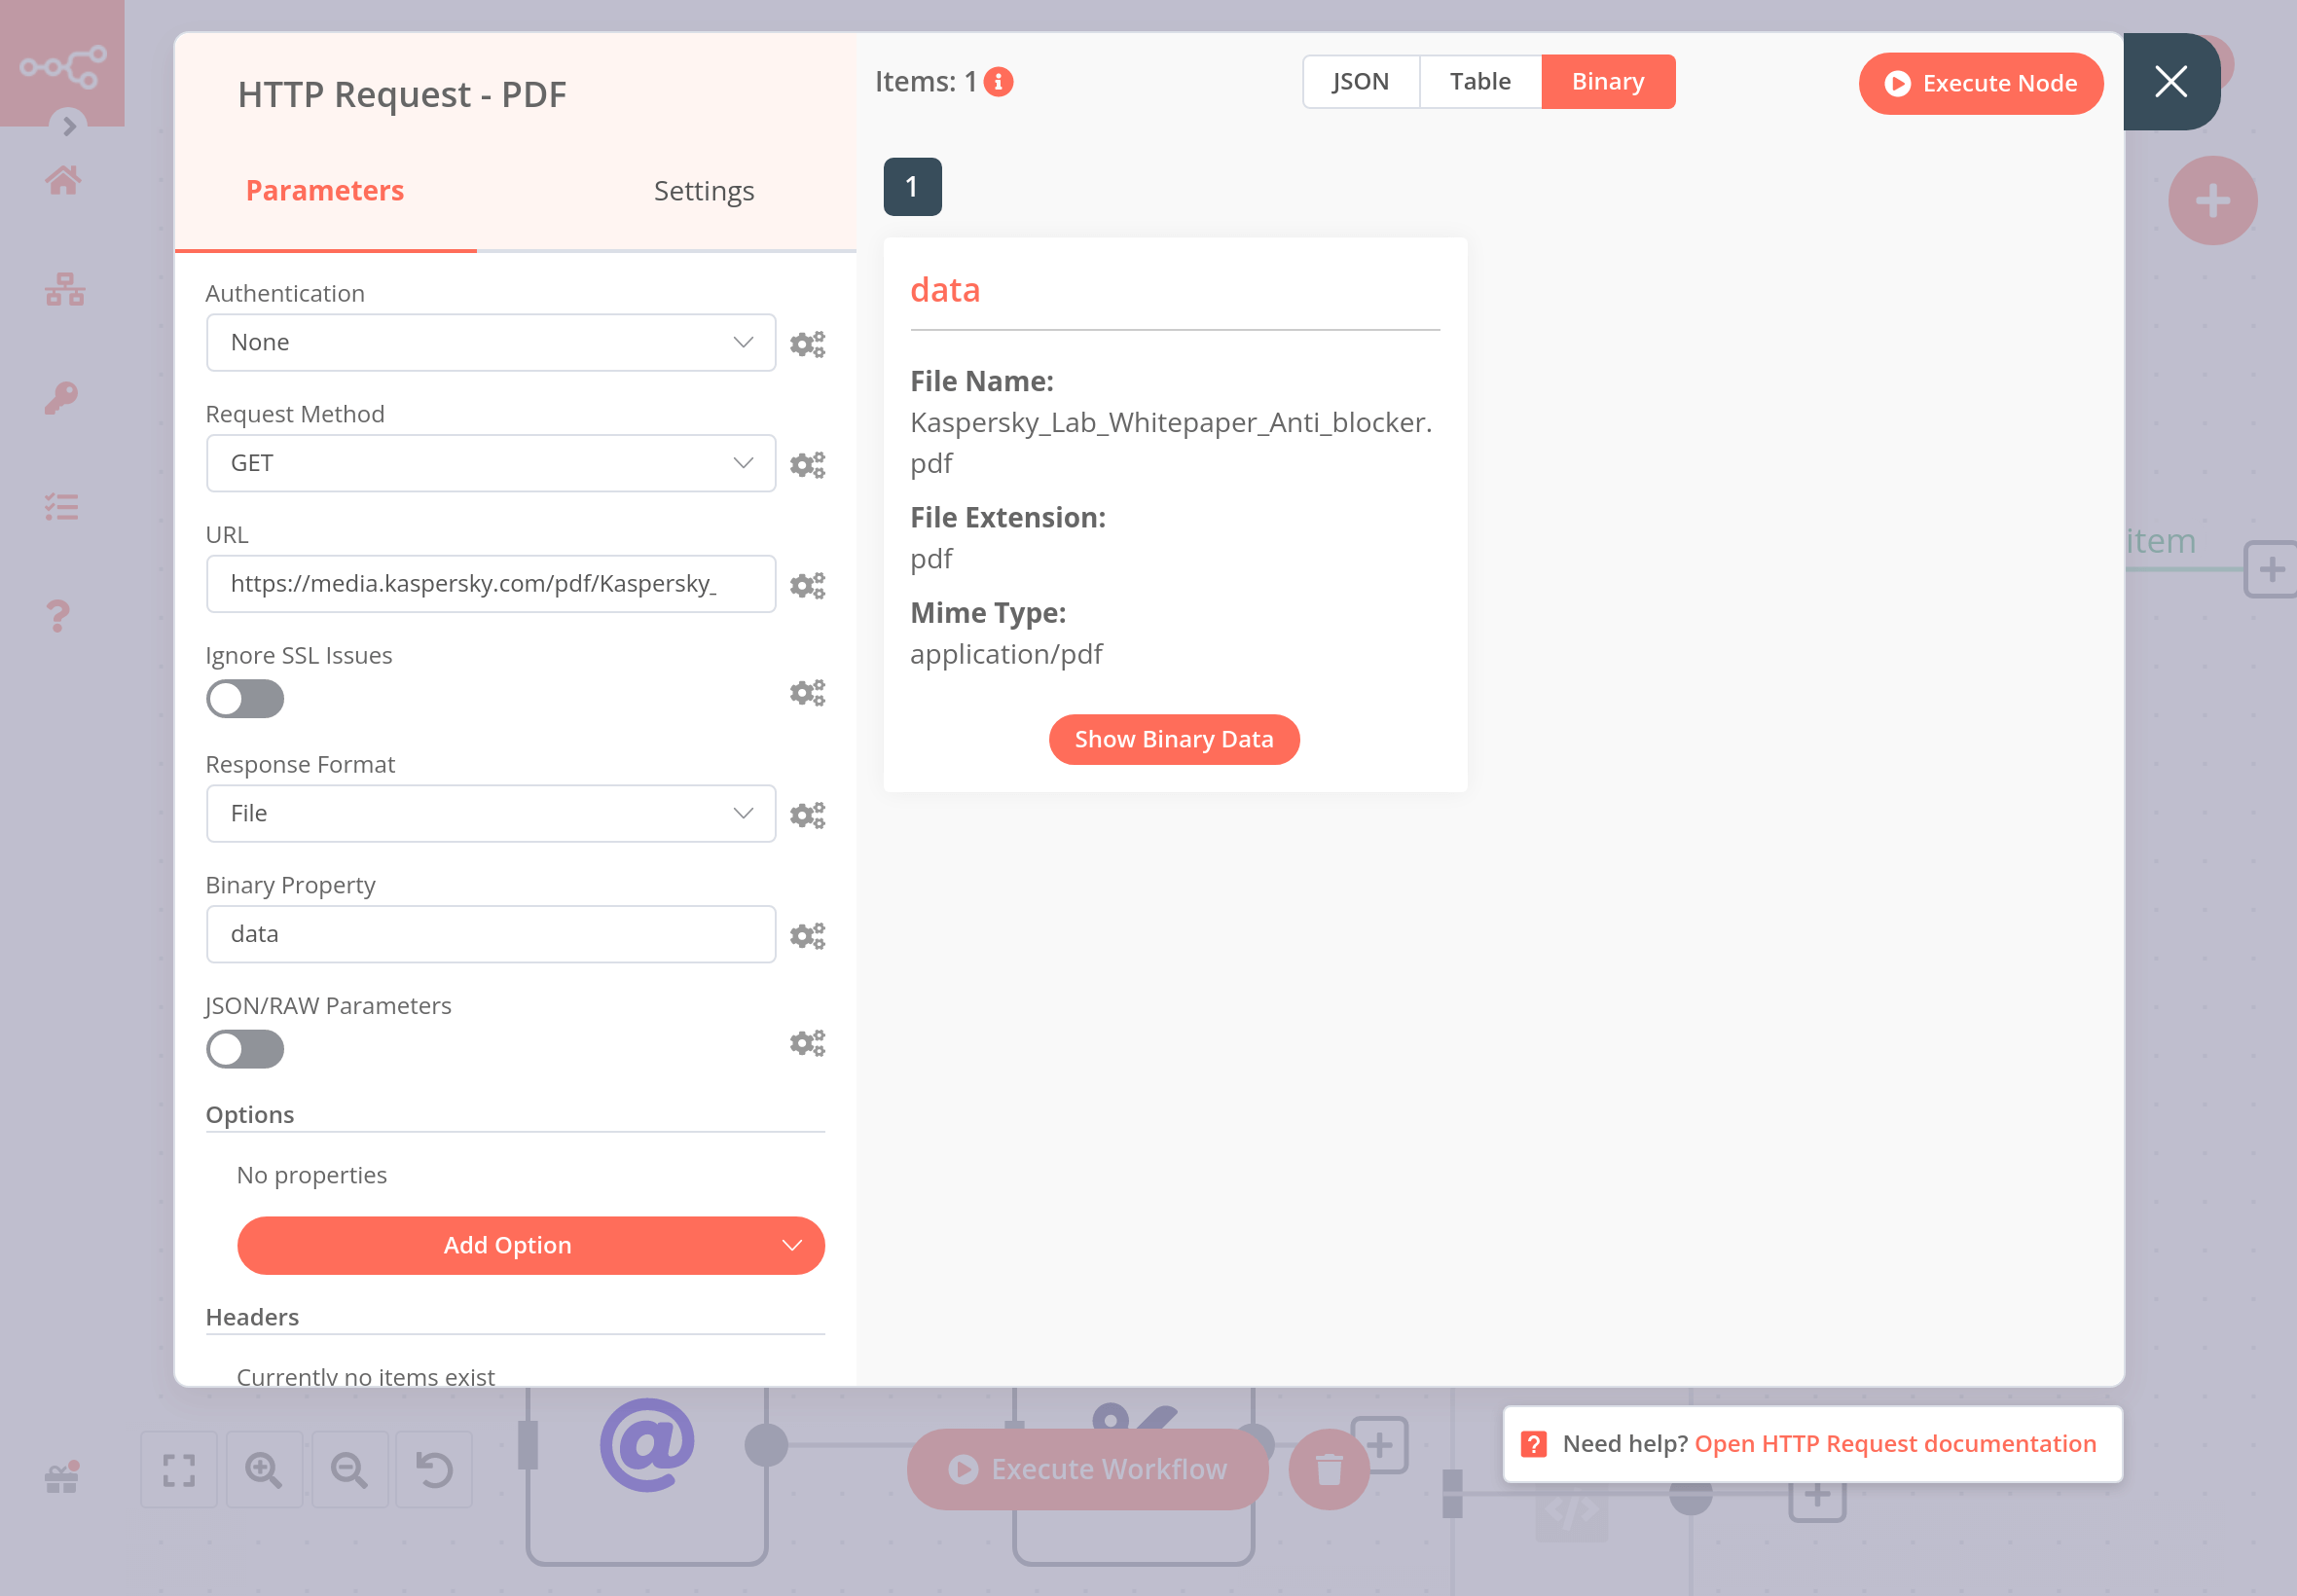 HTTP Request - PDF
Parameters
Settings
Authentication
None
Request Method
GET
URL
https://media.kaspersky.com/pdf/Kaspersky_
Ignore SSL Issues
Response Format
File
Binary Property
data
JSON/RAW Parameters
Options
No properties
Add Option
Headers
Currently no items exist
Items: 1
JSON
Table
Binary
Execute Node
1
data
File Name:
Kaspersky_Lab_Whitepaper_Anti_blocker.
pdf
File Extension:
pdf
Mime Type:
application/pdf
Show Binary Data
item
Execute Workflow
Need help? Open HTTP Request documentation